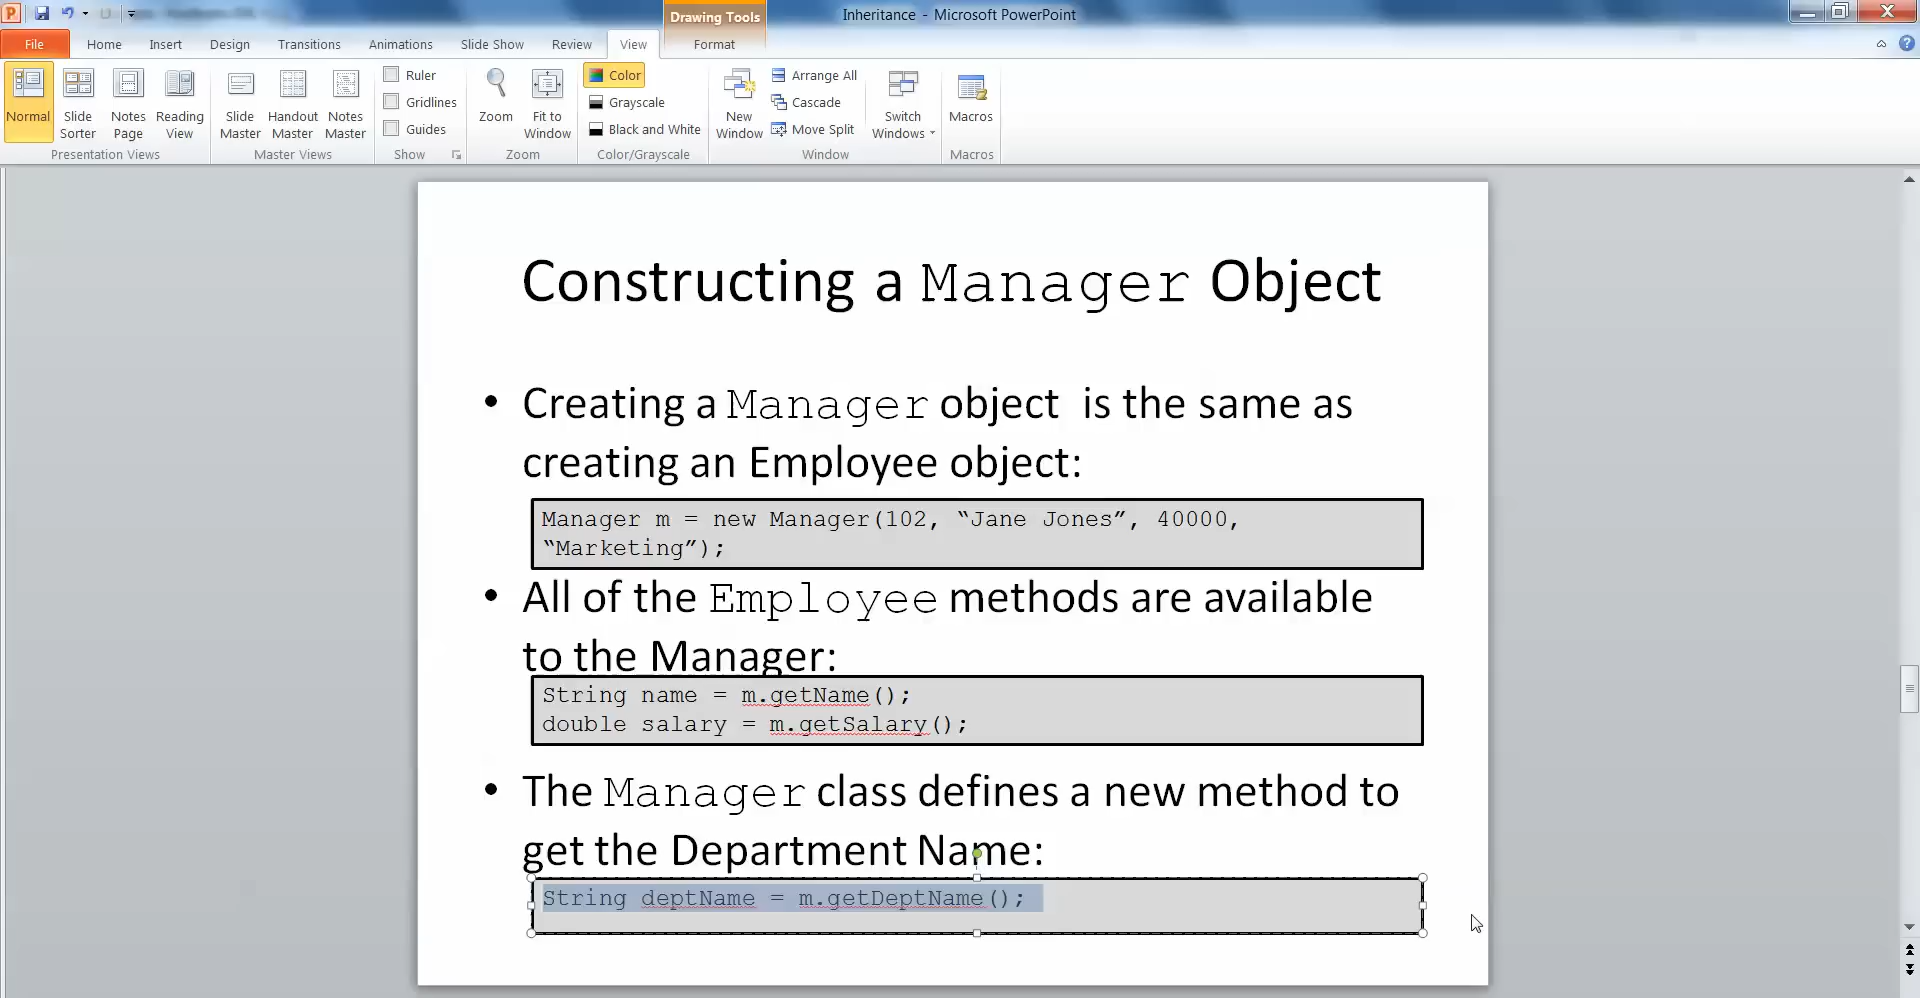 Inheritance - Microsoft PowerPoint
Drawing Tools
File Home Insert Design Transitions Animations Slide Show Review View Format
Normal
Slide Sorter
Notes Page
Reading View
Presentation Views
Slide Master
Handout Master
Notes Master
Master Views
Ruler
Gridlines
Guides
Show
Zoom
Fit to Window
Zoom
Color
Grayscale
Black and White
Color/Grayscale
New Window
Arrange All
Cascade
Move Split
Switch Windows
Window
Macros
Macros
Constructing a Manager Object
• Creating a Manager object is the same as
creating an Employee object:
Manager m = new Manager(102, “Jane Jones”, 40000,
“Marketing”);
• All of the Employee methods are available
to the Manager:
String name = m.getName();
double salary = m.getSalary();
• The Manager class defines a new method to
get the Department Name:
String deptName = m.getDeptName();